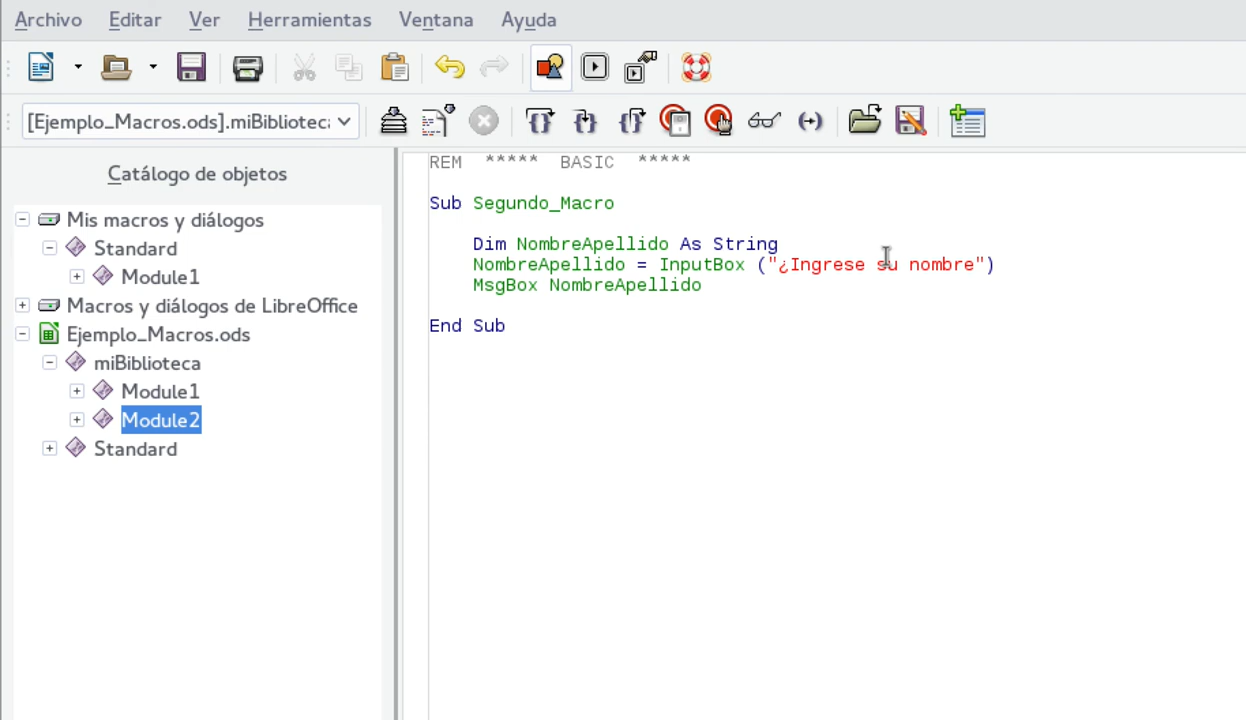 Archivo Editar Ver Herramientas Ventana Ayuda
[Ejemplo_Macros.ods].miBiblioteca
Catálogo de objetos
Mis macros y diálogos
Standard
Module1
Macros y diálogos de LibreOffice
Ejemplo_Macros.ods
miBiblioteca
Module1
Module2
Standard
REM ***** BASIC *****
Sub Segundo_Macro
Dim NombreApellido As String
NombreApellido = InputBox ("¿Ingrese su nombre")
MsgBox NombreApellido
End Sub